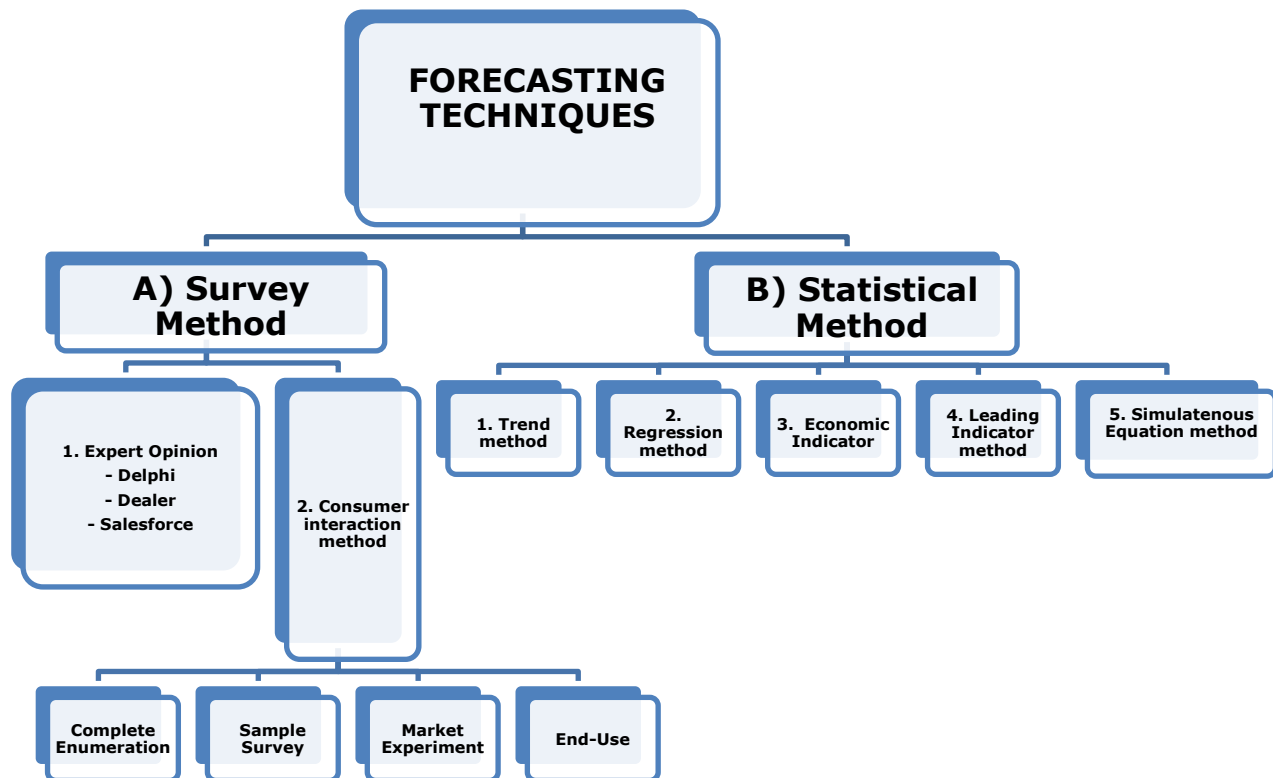 FORECASTING
TECHNIQUES
A) Survey
Method
B) Statistical
Method
1. Expert Opinion
- Delphi
- Dealer
- Salesforce
2. Consumer
interaction
method
1. Trend
method
2.
Regression
method
3. Economic
Indicator
4. Leading
Indicator
method
5. Simulatenous
Equation method
Complete
Enumeration
Sample
Survey
Market
Experiment
End-Use